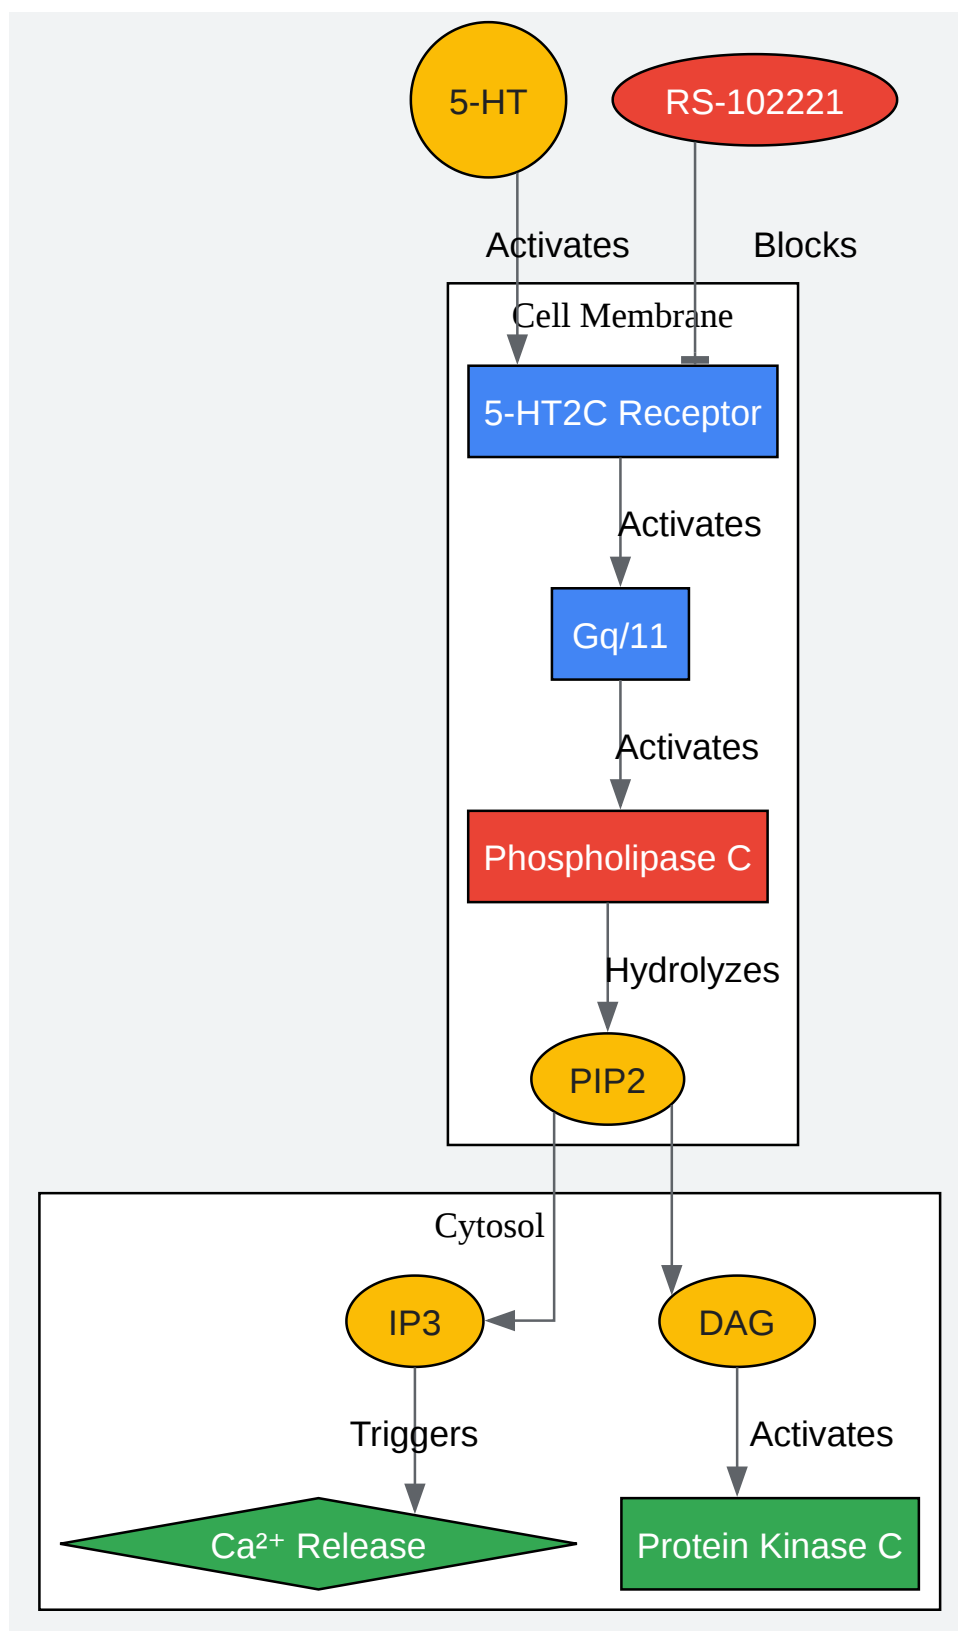 5-HT
RS-102221
Activates
Blocks
Cell Membrane
5-HT2C Receptor
Activates
Gq/11
Activates
Phospholipase C
Hydrolyzes
PIP2
Cytosol
IP3
DAG
Triggers
Activates
Ca²⁺ Release
Protein Kinase C